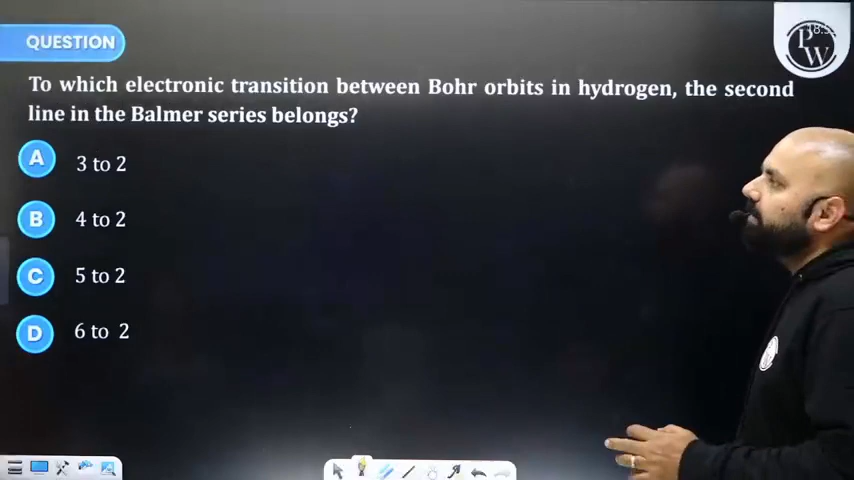 QUESTION
To which electronic transition between Bohr orbits in hydrogen, the second
line in the Balmer series belongs?
A 3 to 2
B 4 to 2
C 5 to 2
D 6 to 2
P
W